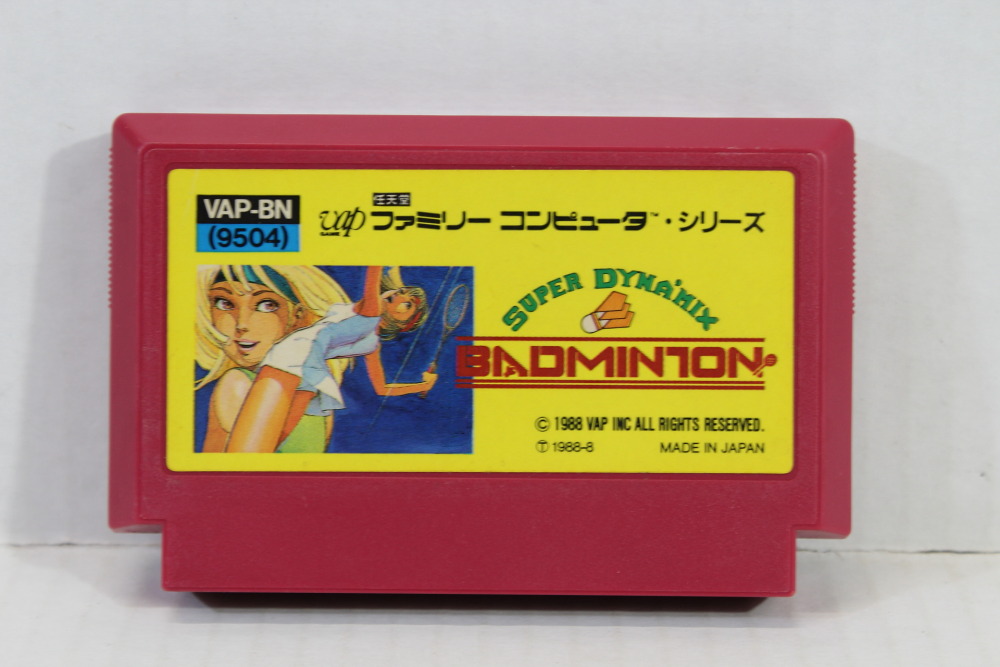 VAP-BN
(9504)
任天堂
vap ファミリー コンピュータ™・シリーズ
GAME
SUPER DYNA'MIX
BADMINTON
© 1988 VAP INC ALL RIGHTS RESERVED.
Ⓣ 1988-8 MADE IN JAPAN